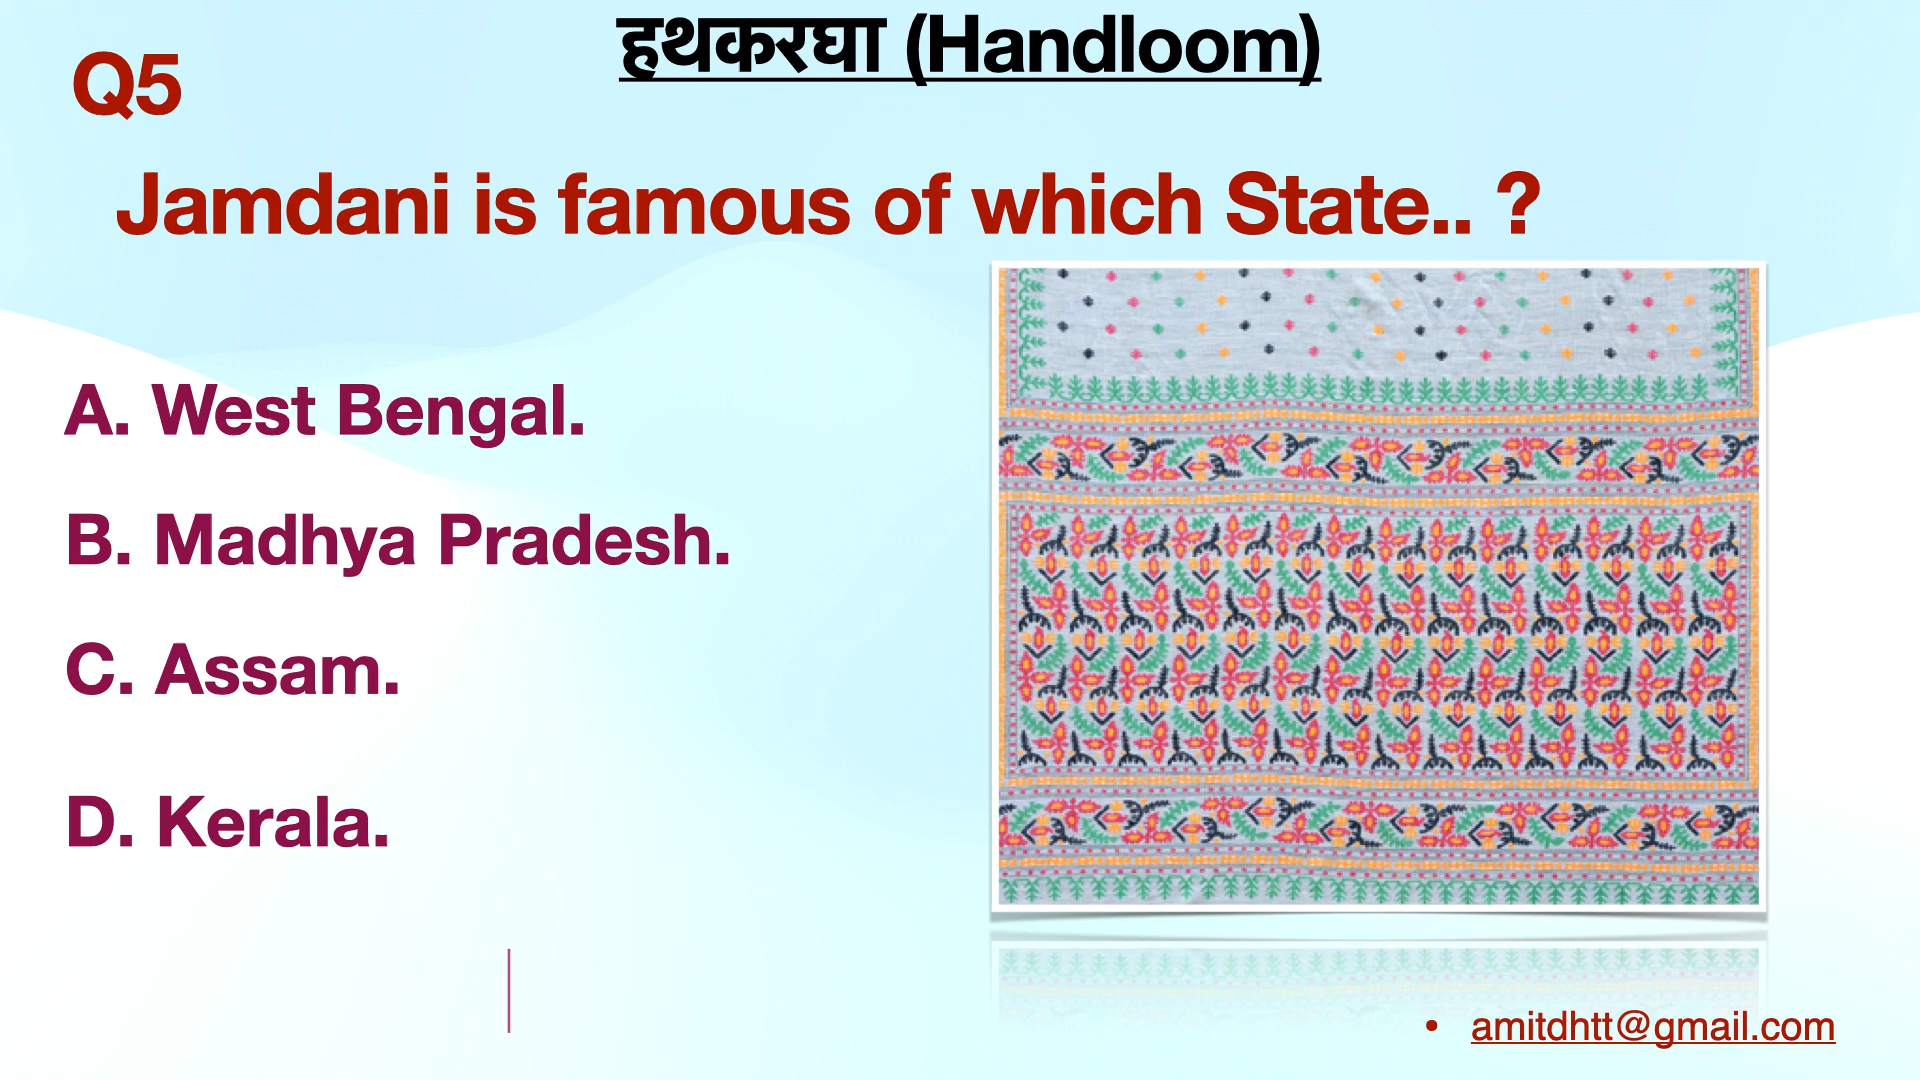 हथकरघा (Handloom)
Q5
Jamdani is famous of which State.. ?
A. West Bengal.
B. Madhya Pradesh.
C. Assam.
D. Kerala.
• amitdhtt@gmail.com